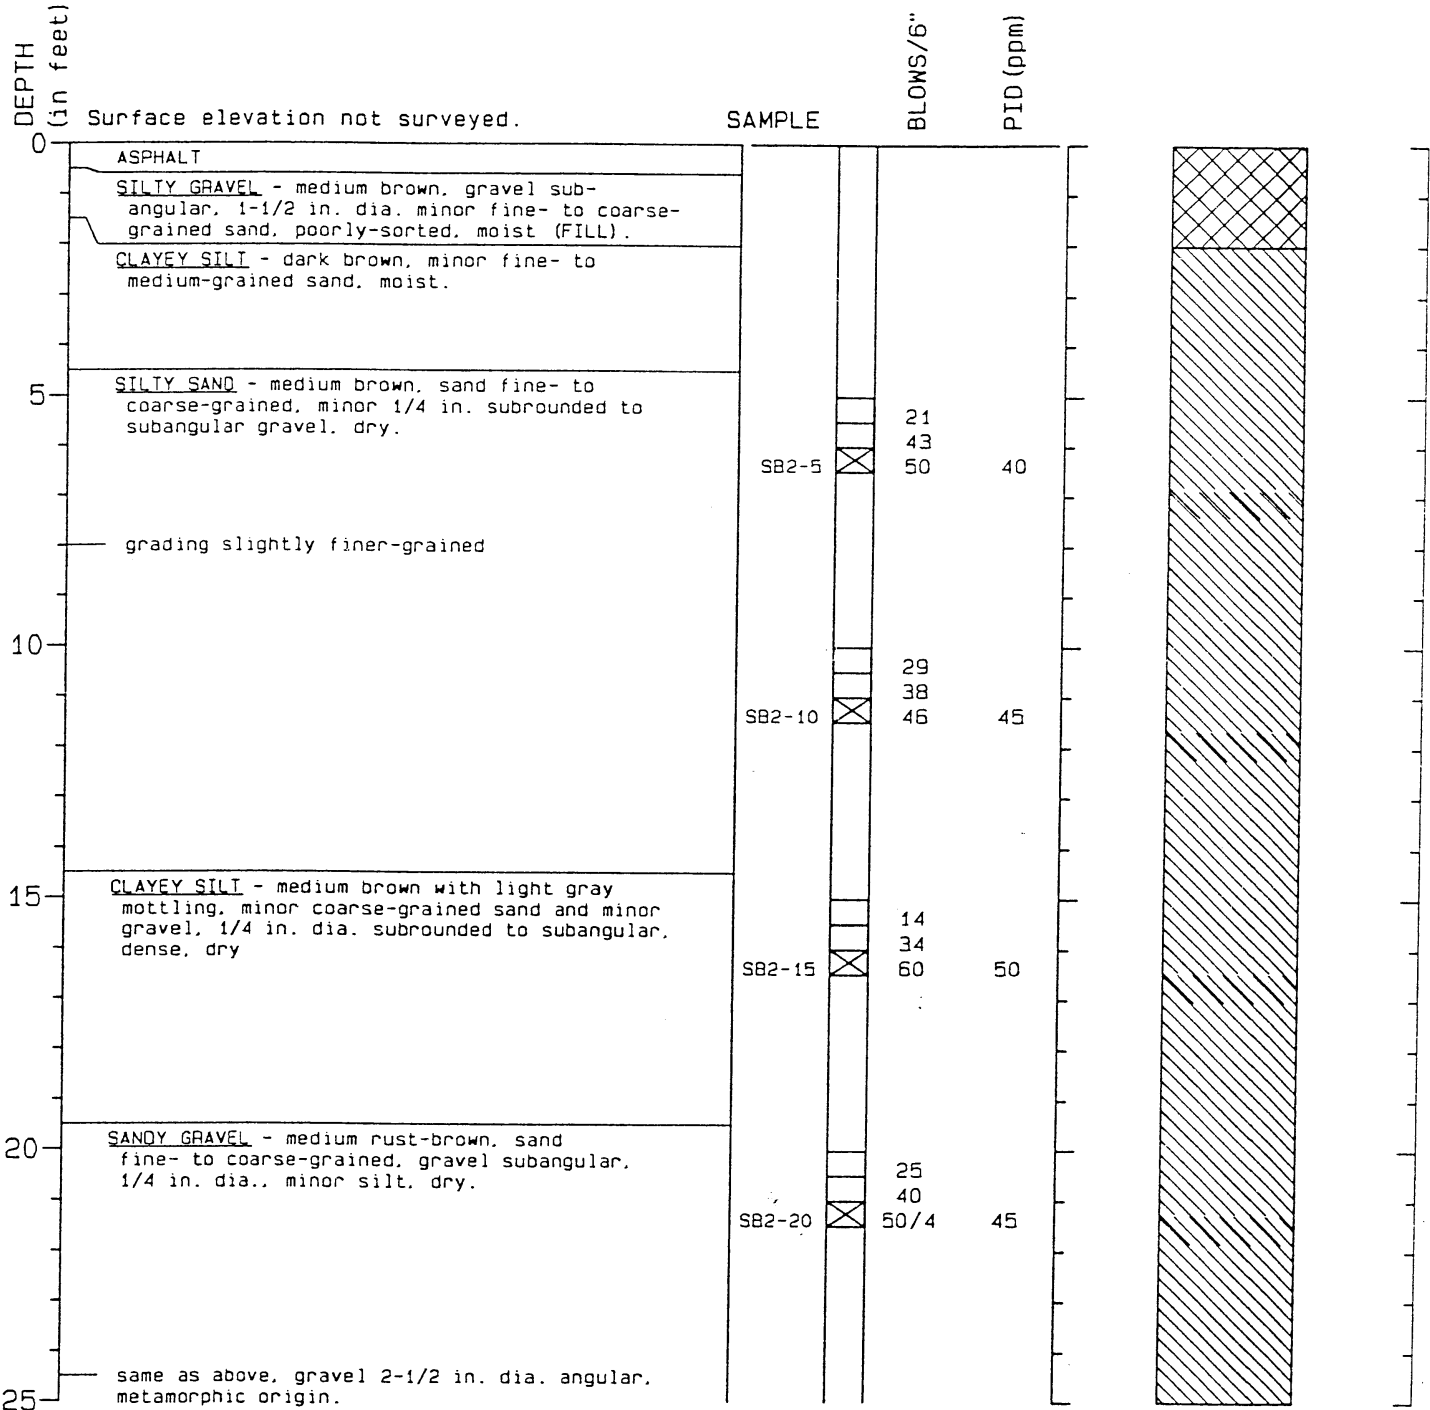 DEPTH
(in feet)
Surface elevation not surveyed.
SAMPLE
BLOWS/6"
PID (ppm)
0
ASPHALT
SILTY GRAVEL - medium brown, gravel sub-
angular, 1-1/2 in. dia. minor fine- to coarse-
grained sand, poorly-sorted, moist (FILL).
CLAYEY SILT - dark brown, minor fine- to
medium-grained sand, moist.
SILTY SAND - medium brown, sand fine- to
5
coarse-grained, minor 1/4 in. subrounded to
subangular gravel, dry.
21
43
SB2-5 50 40
grading slightly finer-grained
10
29
38
SB2-10 46 45
CLAYEY SILT - medium brown with light gray
15
mottling, minor coarse-grained sand and minor
gravel, 1/4 in. dia. subrounded to subangular,
dense, dry
14
34
SB2-15 60 50
SANDY GRAVEL - medium rust-brown, sand
20
fine- to coarse-grained, gravel subangular,
1/4 in. dia., minor silt, dry.
25
40
SB2-20 50/4 45
same as above, gravel 2-1/2 in. dia. angular,
metamorphic origin.
25